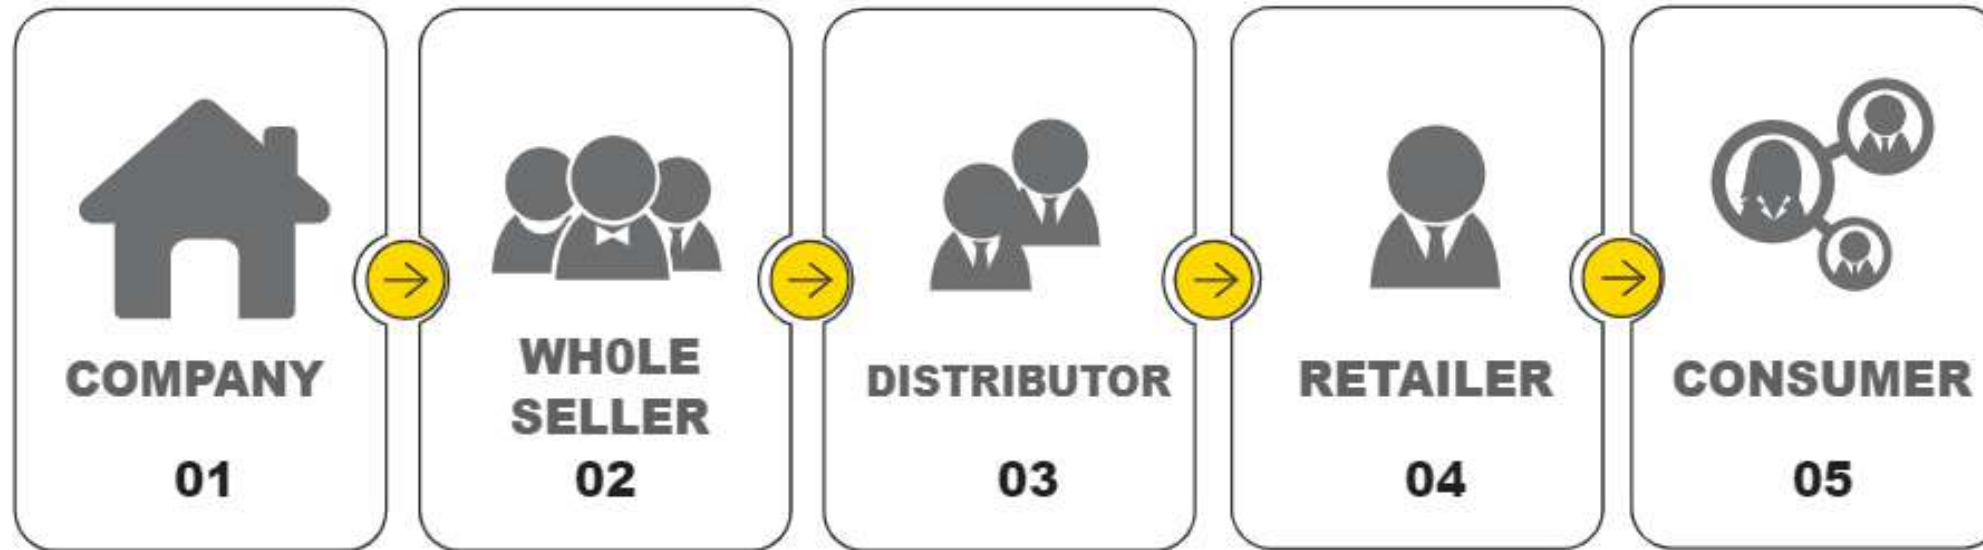 COMPANY
01
WH0LE
SELLER
02
DISTRIBUTOR
03
RETAILER
04
CONSUMER
05